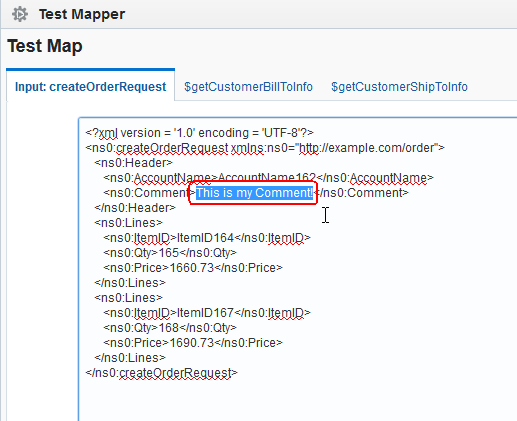 Test Mapper
Test Map
Input: createOrderRequest $getCustomerBillToInfo $getCustomerShipToInfo
<?xml version = '1.0' encoding = 'UTF-8'?>
<ns0:createOrderRequest xmlns:ns0="http://example.com/order">
<ns0:Header>
<ns0:AccountName>AccountName162</ns0:AccountName>
<ns0:Comment>This is my Comment!</ns0:Comment>
</ns0:Header>
<ns0:Lines>
<ns0:ItemID>ItemID164</ns0:ItemID>
<ns0:Qty>165</ns0:Qty>
<ns0:Price>1660.73</ns0:Price>
</ns0:Lines>
<ns0:Lines>
<ns0:ItemID>ItemID167</ns0:ItemID>
<ns0:Qty>168</ns0:Qty>
<ns0:Price>1690.73</ns0:Price>
</ns0:Lines>
</ns0:createOrderRequest>